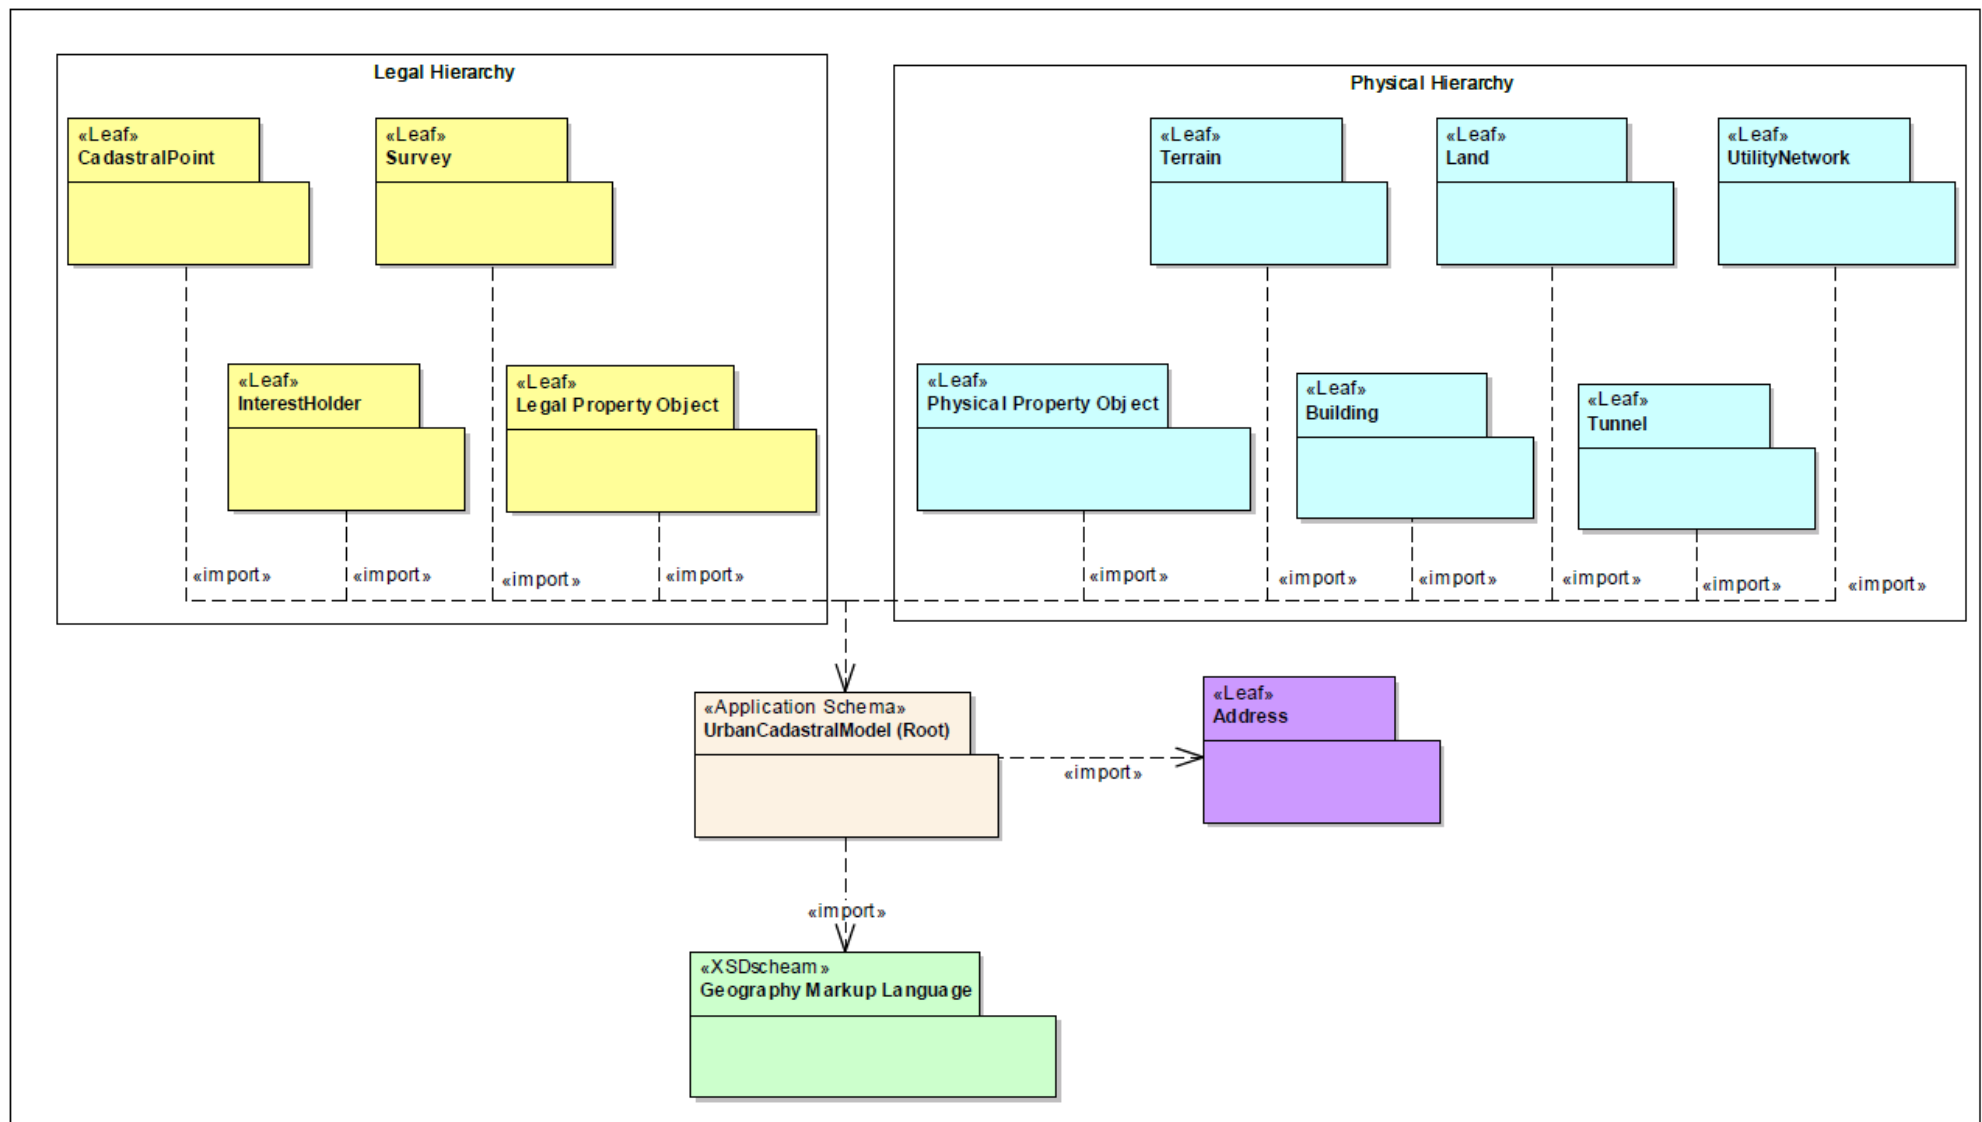 Legal Hierarchy
Physical Hierarchy
«Leaf»
CadastralPoint
«Leaf»
Survey
«Leaf»
Terrain
«Leaf»
Land
«Leaf»
UtilityNetwork
«Leaf»
InterestHolder
«Leaf»
Legal Property Object
«Leaf»
Physical Property Object
«Leaf»
Building
«Leaf»
Tunnel
«import»
«import»
«import»
«import»
«import»
«import»
«import»
«import»
«import»
«import»
«Application Schema»
UrbanCadastralModel (Root)
«Leaf»
Address
«import»
«import»
«XSDscheam»
Geography Markup Language